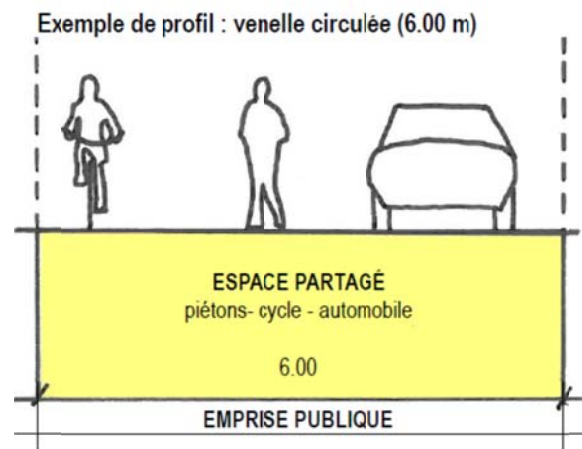 Exemple de profil : venelle circulée (6.00 m)
ESPACE PARTAGÉ
piétons- cycle - automobile
6.00
EMPRISE PUBLIQUE